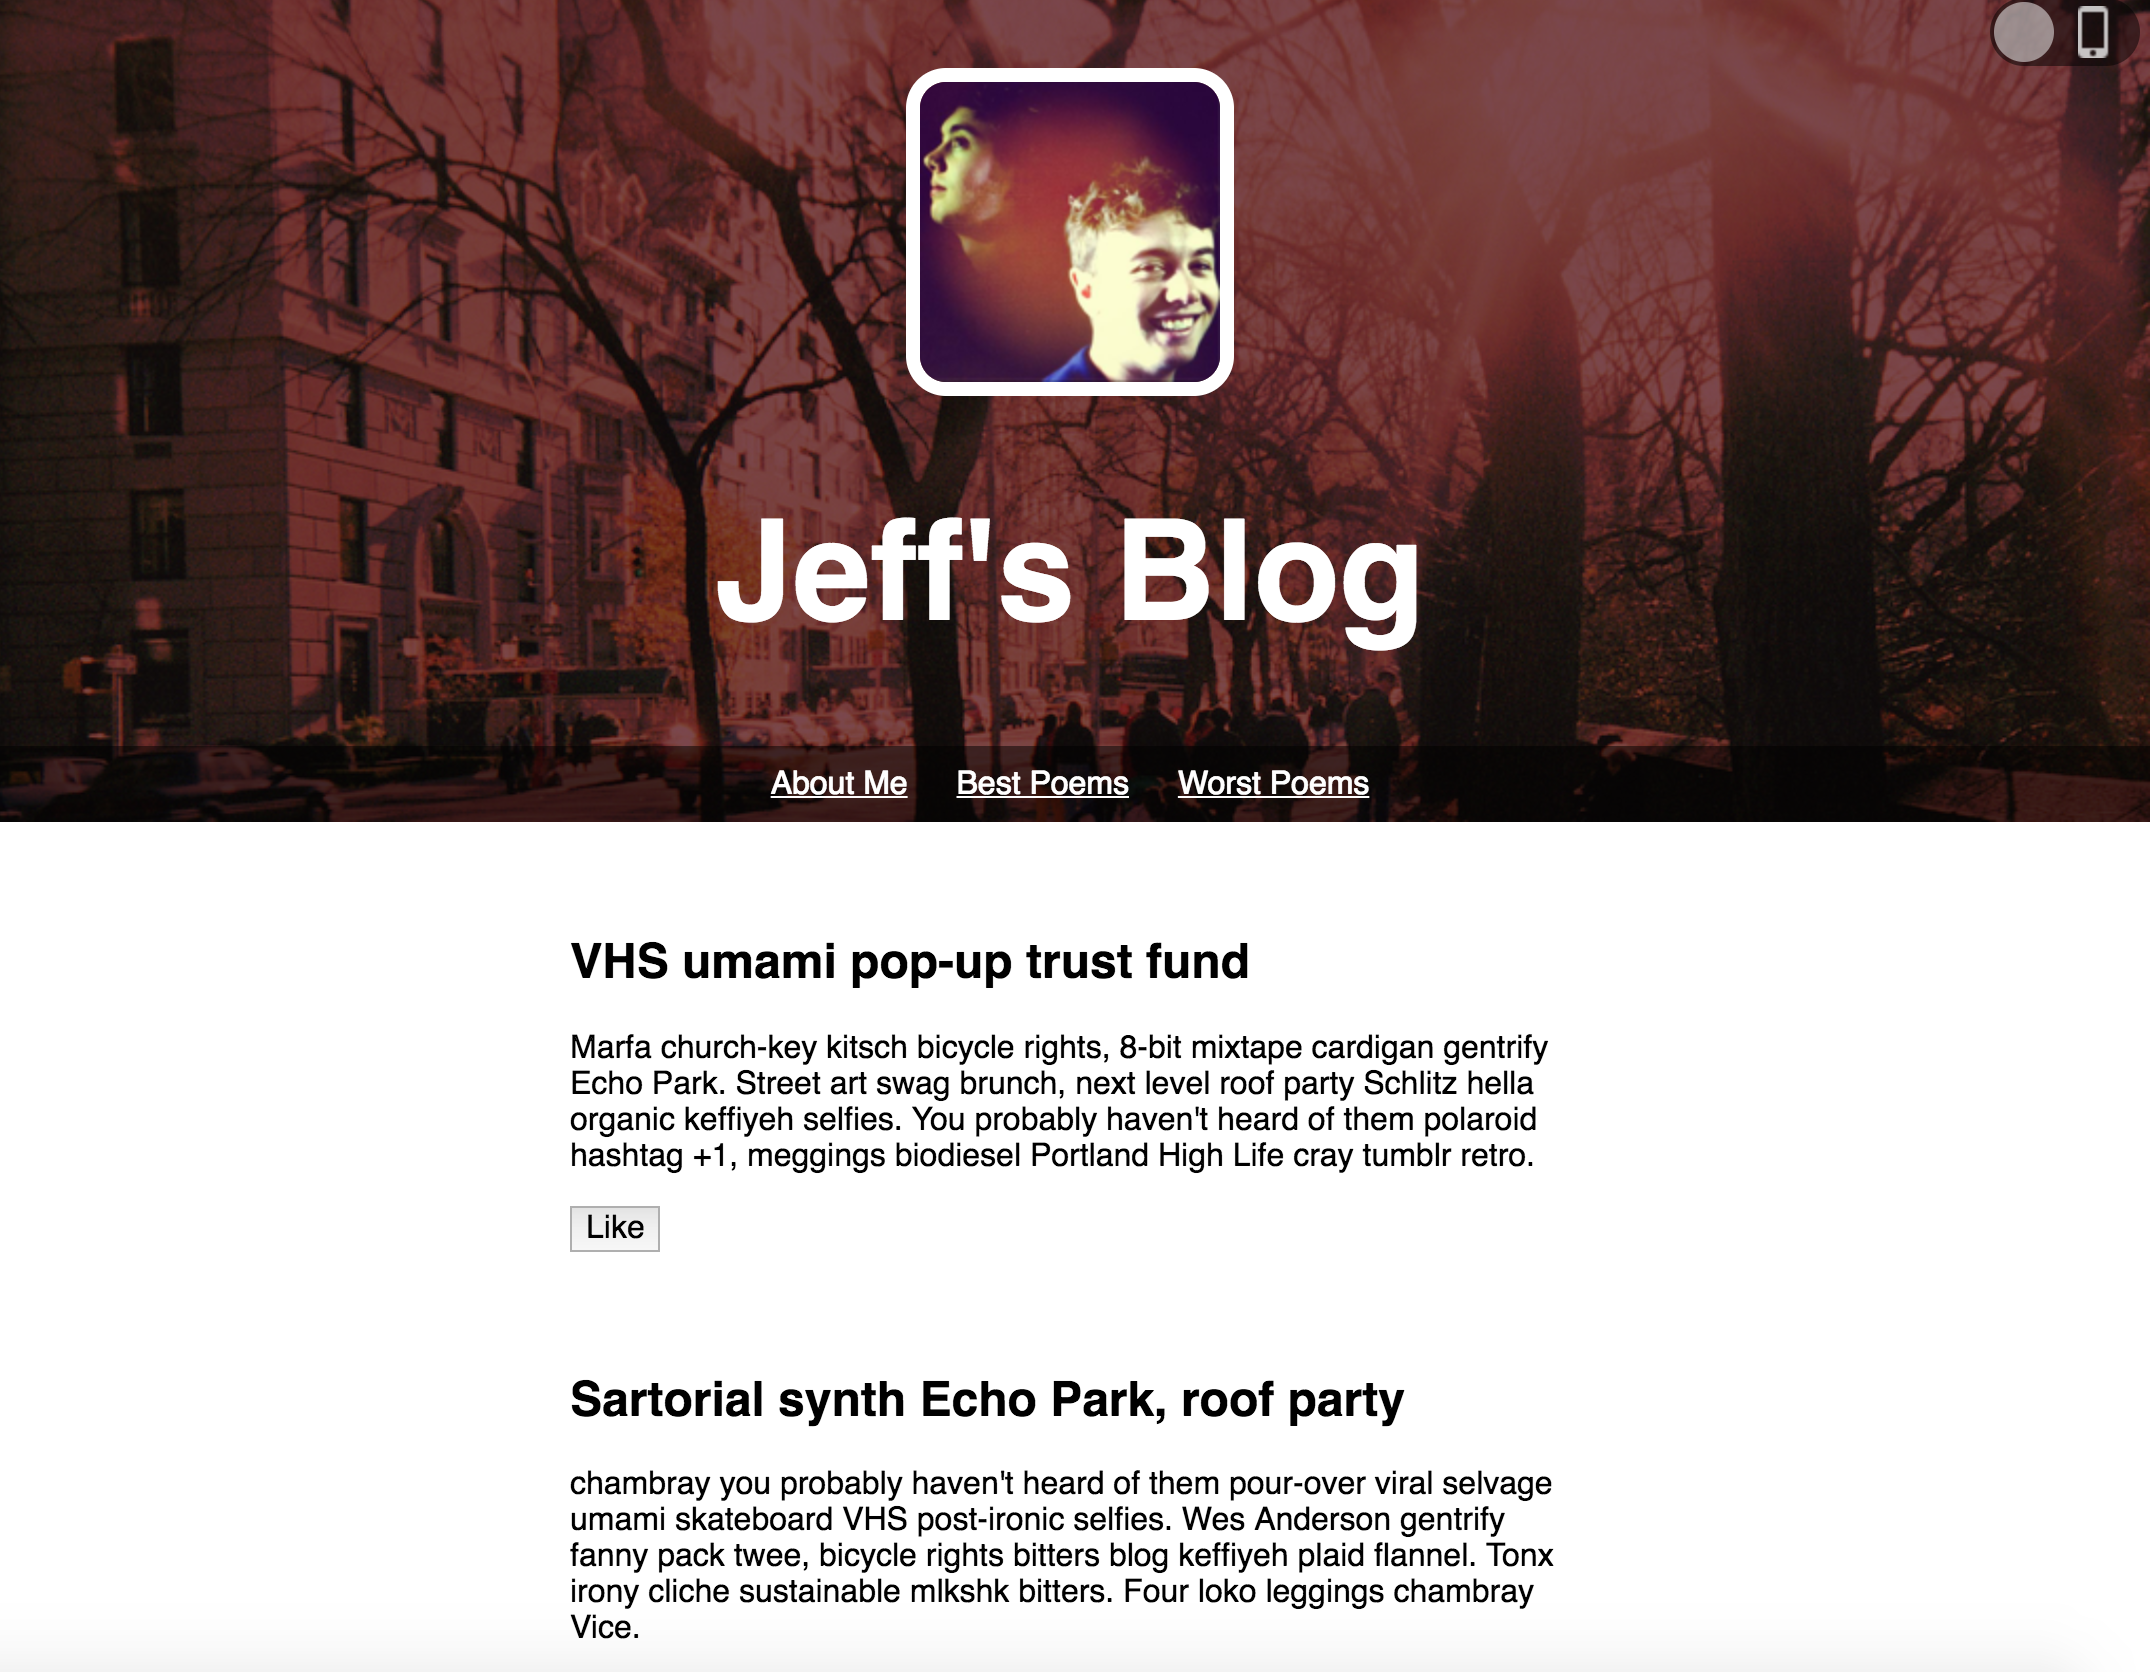 Jeff's Blog
About Me Best Poems Worst Poems
VHS umami pop-up trust fund
Marfa church-key kitsch bicycle rights, 8-bit mixtape cardigan gentrify
Echo Park. Street art swag brunch, next level roof party Schlitz hella
organic keffiyeh selfies. You probably haven't heard of them polaroid
hashtag +1, meggings biodiesel Portland High Life cray tumblr retro.
Like
Sartorial synth Echo Park, roof party
chambray you probably haven't heard of them pour-over viral selvage
umami skateboard VHS post-ironic selfies. Wes Anderson gentrify
fanny pack twee, bicycle rights bitters blog keffiyeh plaid flannel. Tonx
irony cliche sustainable mlkshk bitters. Four loko leggings chambray
Vice.